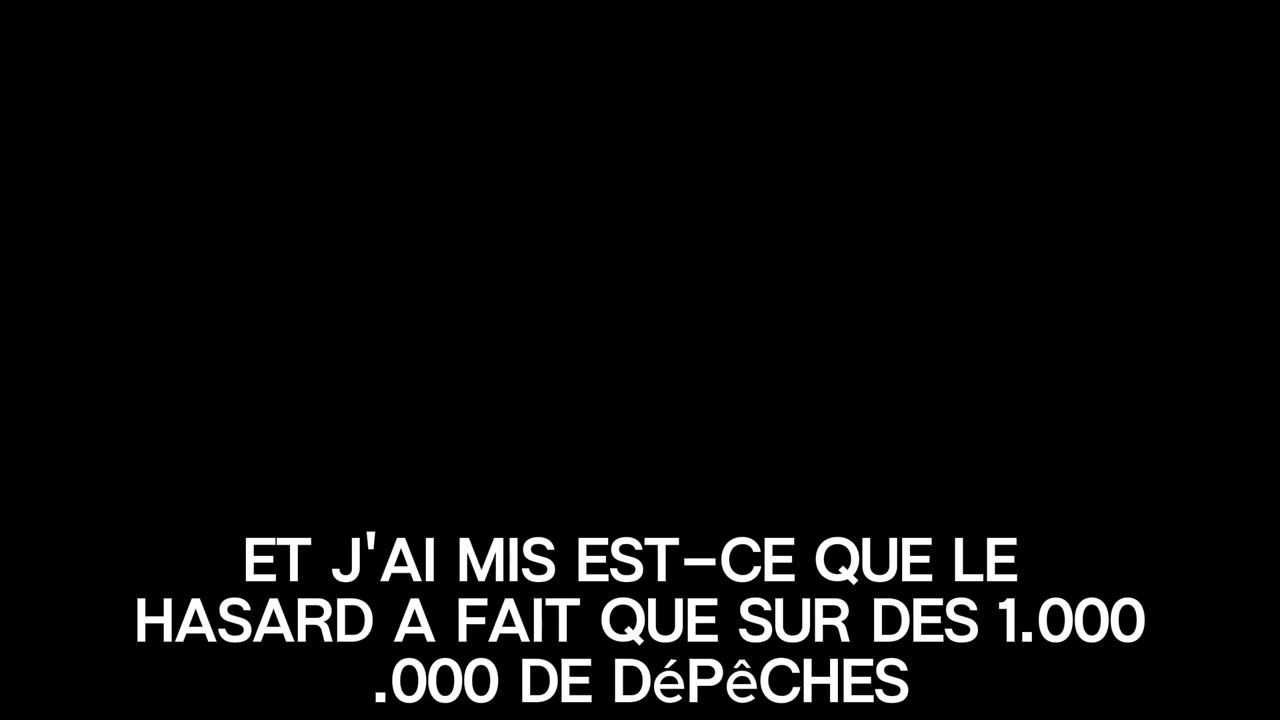 ET J'AI MIS EST-CE QUE LE
HASARD A FAIT QUE SUR DES 1.000
.000 DE DéPêCHES